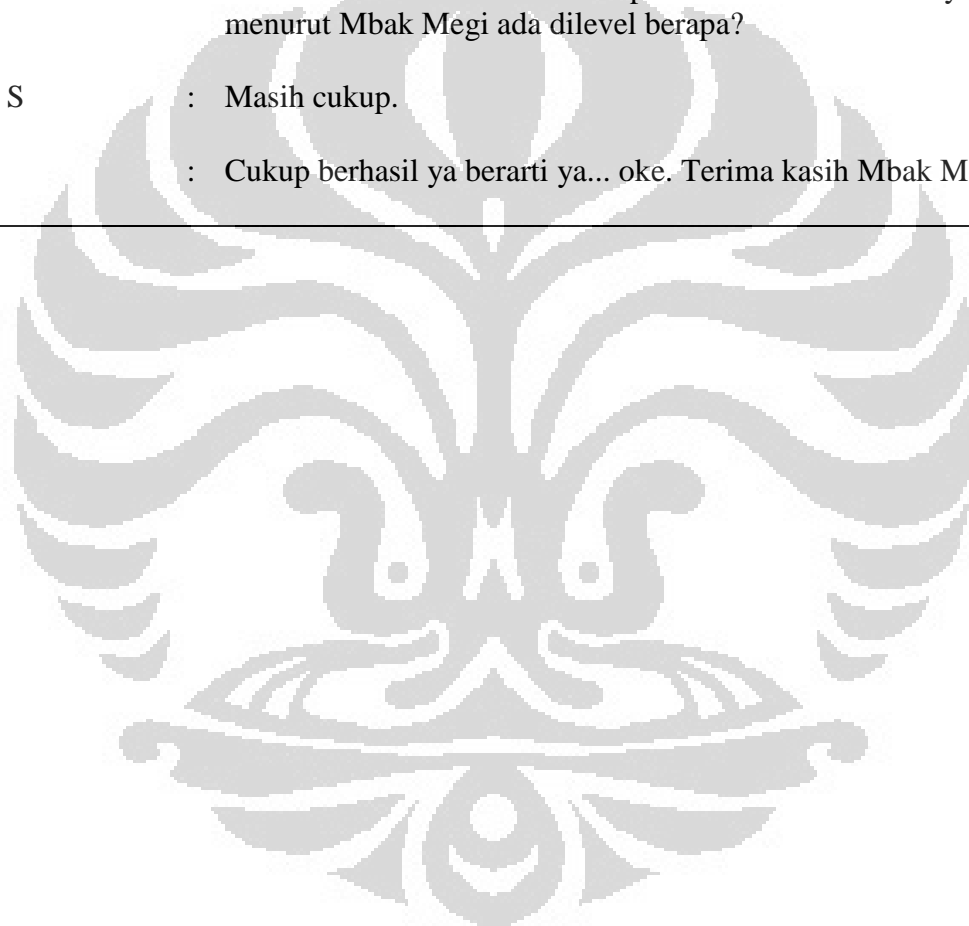 menurut Mbak Megi ada dilevel berapa?
S : Masih cukup.
: Cukup berhasil ya berarti ya... oke. Terima kasih Mbak M